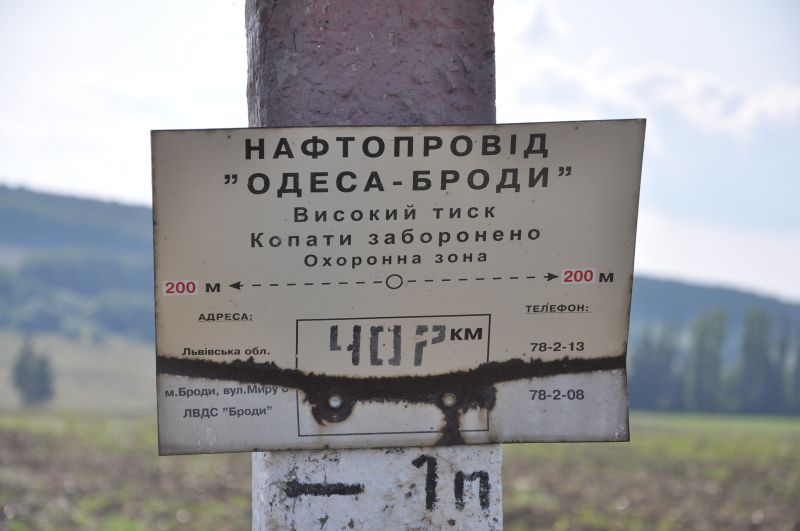 НАФТОПРОВІД
"ОДЕСА-БРОДИ"
Високий тиск
Копати заборонено
Охоронна зона
200 м 200 м
АДРЕСА: ТЕЛЕФОН:
407 км
Львівська обл. 78-2-13
м.Броди, вул.Миру 78-2-08
ЛВДС "Броди"
← 1п